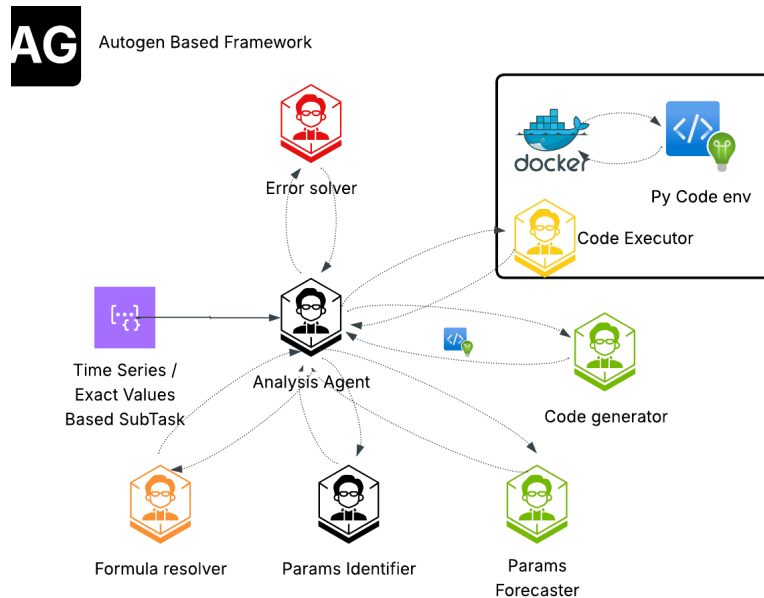 AG
Autogen Based Framework
Error solver
docker
Py Code env
Code Executor
Time Series /
Exact Values
Based SubTask
Analysis Agent
Code generator
Formula resolver
Params Identifier
Params
Forecaster